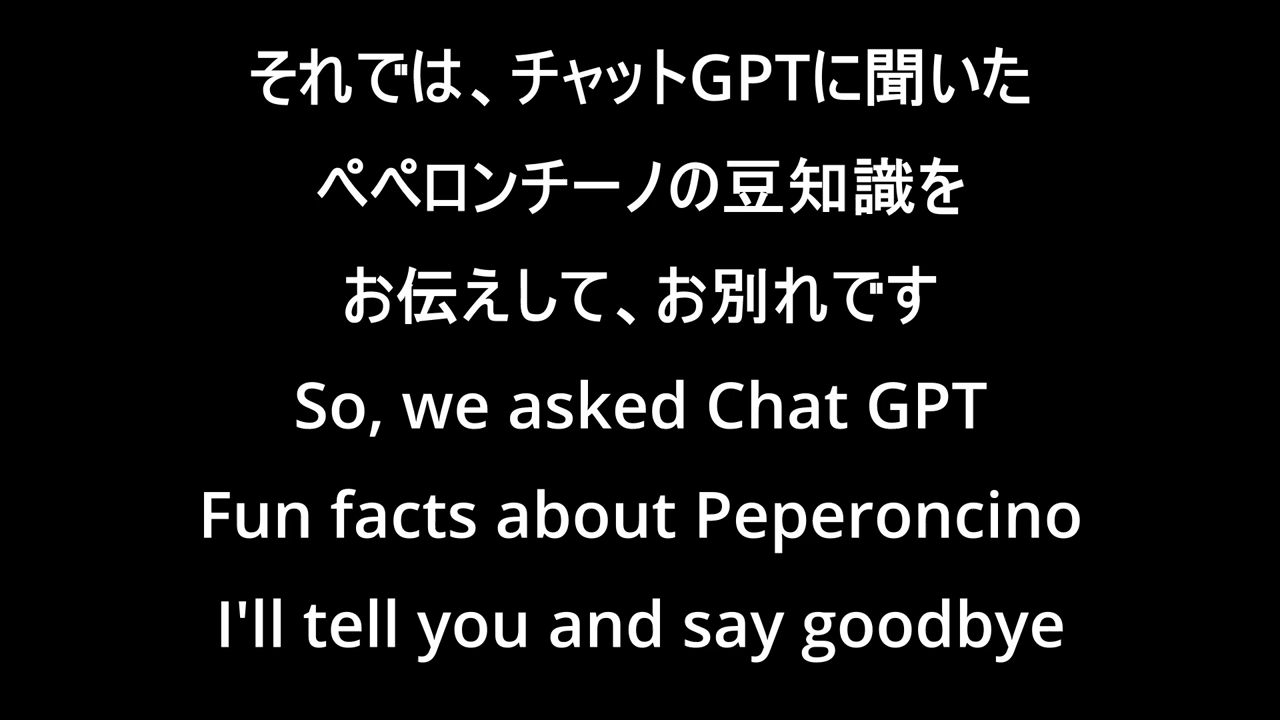 それでは、チャットGPTに聞いた
ペペロンチーノの豆知識を
お伝えして、お別れです
So, we asked Chat GPT
Fun facts about Peperoncino
I'll tell you and say goodbye